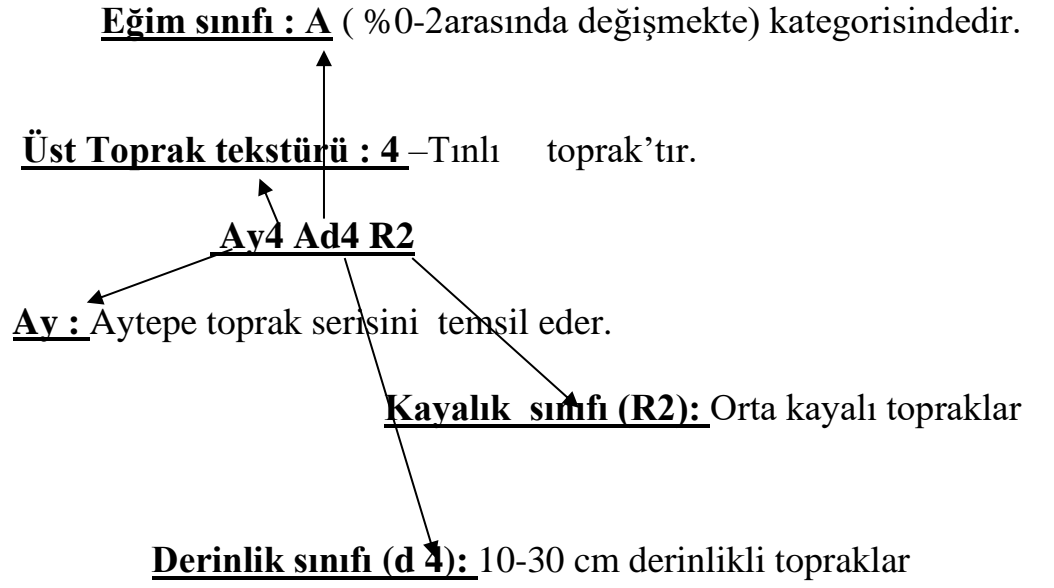 Eğim sınıfı : A ( %0-2arasında değişmekte) kategorisindedir.
Üst Toprak tekstürü : 4 –Tınlı toprak’tır.
Ay4 Ad4 R2
Ay : Aytepe toprak serisini temsil eder.
Kayalık sınıfı (R2): Orta kayalı topraklar
Derinlik sınıfı (d 4): 10-30 cm derinlikli topraklar